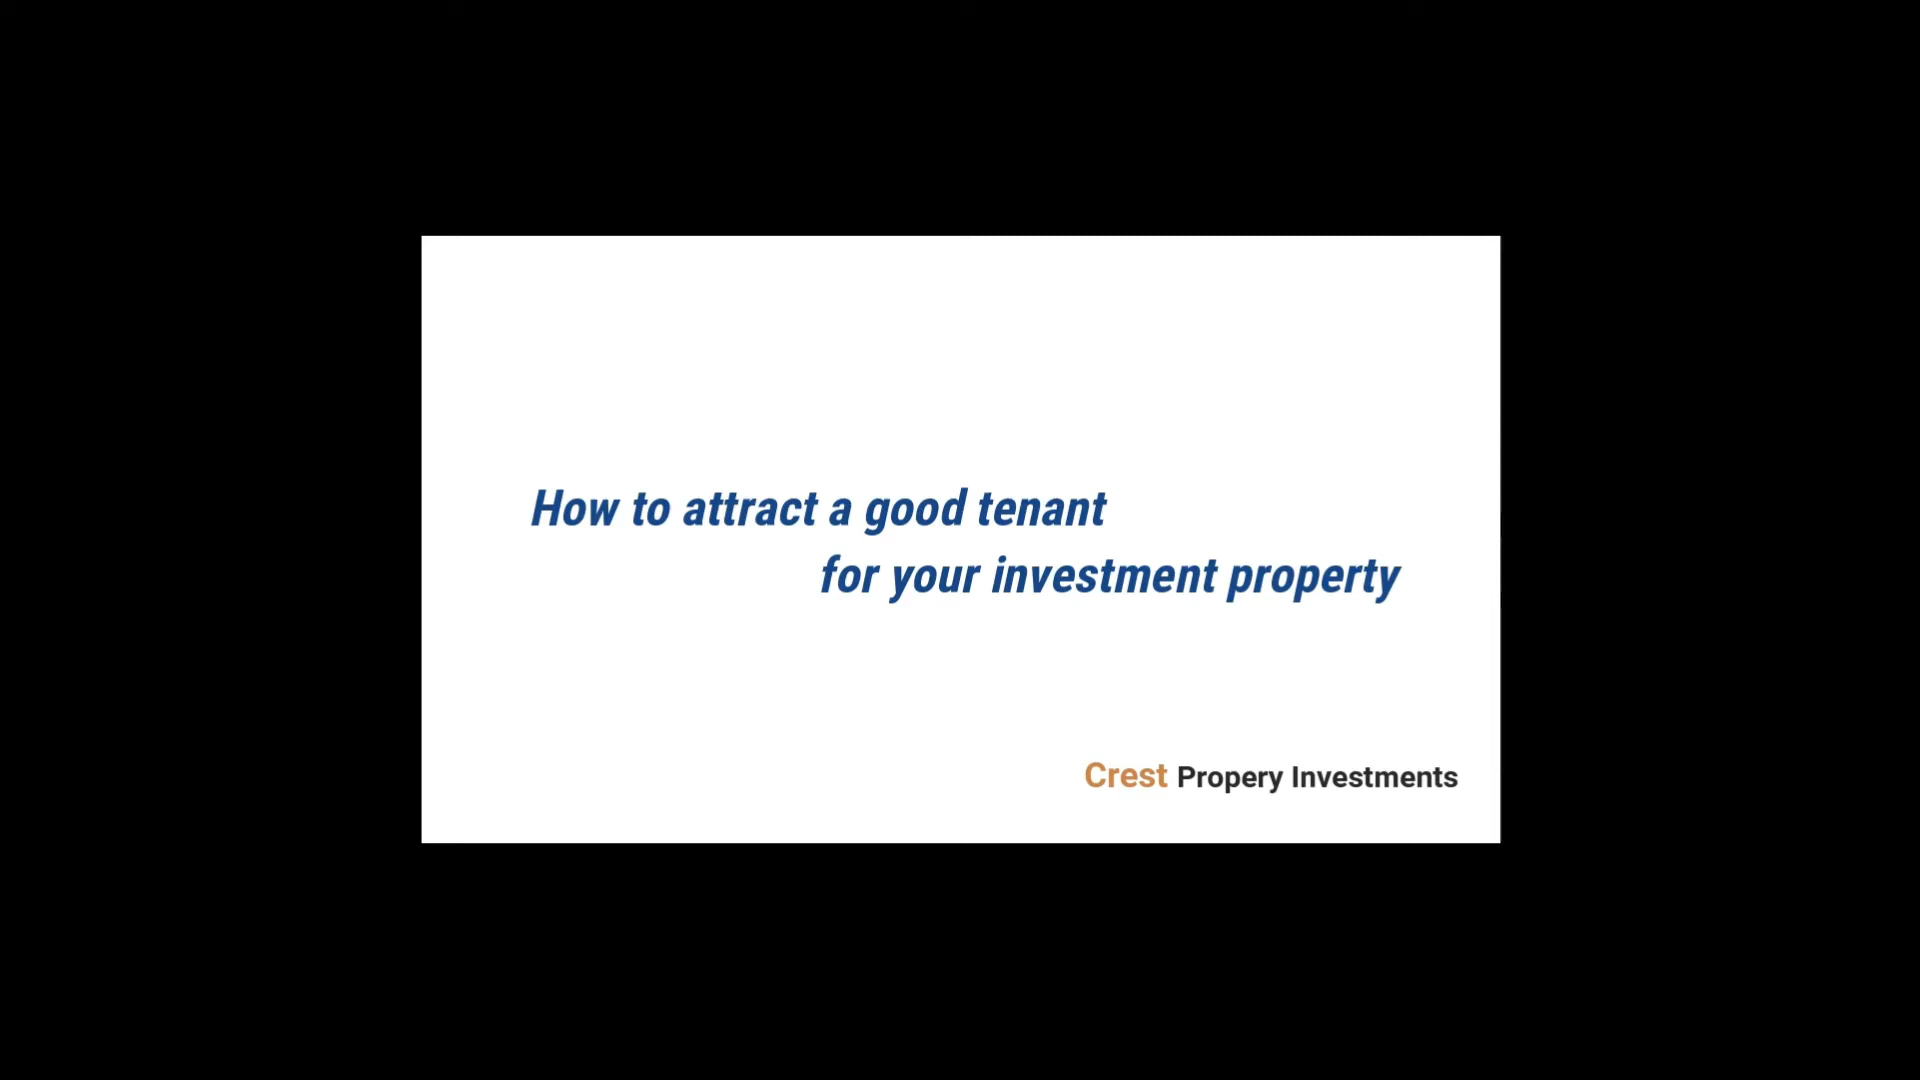 How to attract a good tenant
for your investment property
Crest Propery Investments